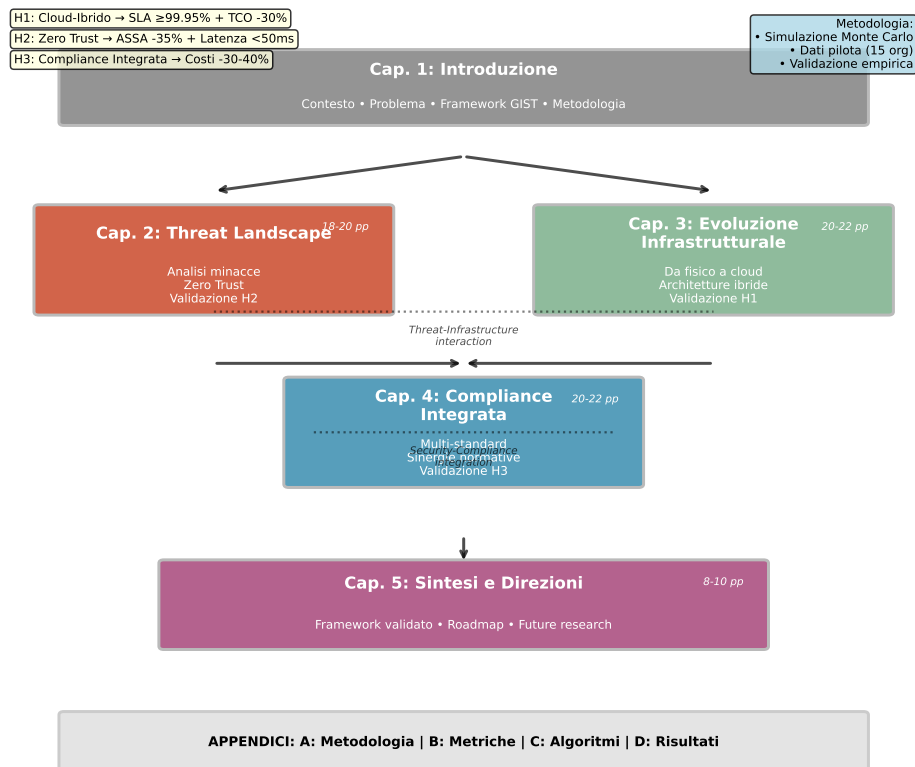 H1: Cloud-Ibrido → SLA ≥99.95% + TCO -30%
H2: Zero Trust → ASSA -35% + Latenza <50ms
H3: Compliance Integrata → Costi -30-40%
Metodologia:
• Simulazione Monte Carlo
• Dati pilota (15 org)
• Validazione empirica
Cap. 1: Introduzione
Contesto • Problema • Framework GIST • Metodologia
Cap. 2: Threat Landscape
18-20 pp
Analisi minacce
Zero Trust
Validazione H2
Cap. 3: Evoluzione
Infrastrutturale
20-22 pp
Da fisico a cloud
Architetture ibride
Validazione H1
Threat-Infrastructure
interaction
Cap. 4: Compliance
Integrata
20-22 pp
Multi-standard
Security-Compliance
Sinergie normative
Integration
Validazione H3
Cap. 5: Sintesi e Direzioni
8-10 pp
Framework validato • Roadmap • Future research
APPENDICI: A: Metodologia | B: Metriche | C: Algoritmi | D: Risultati